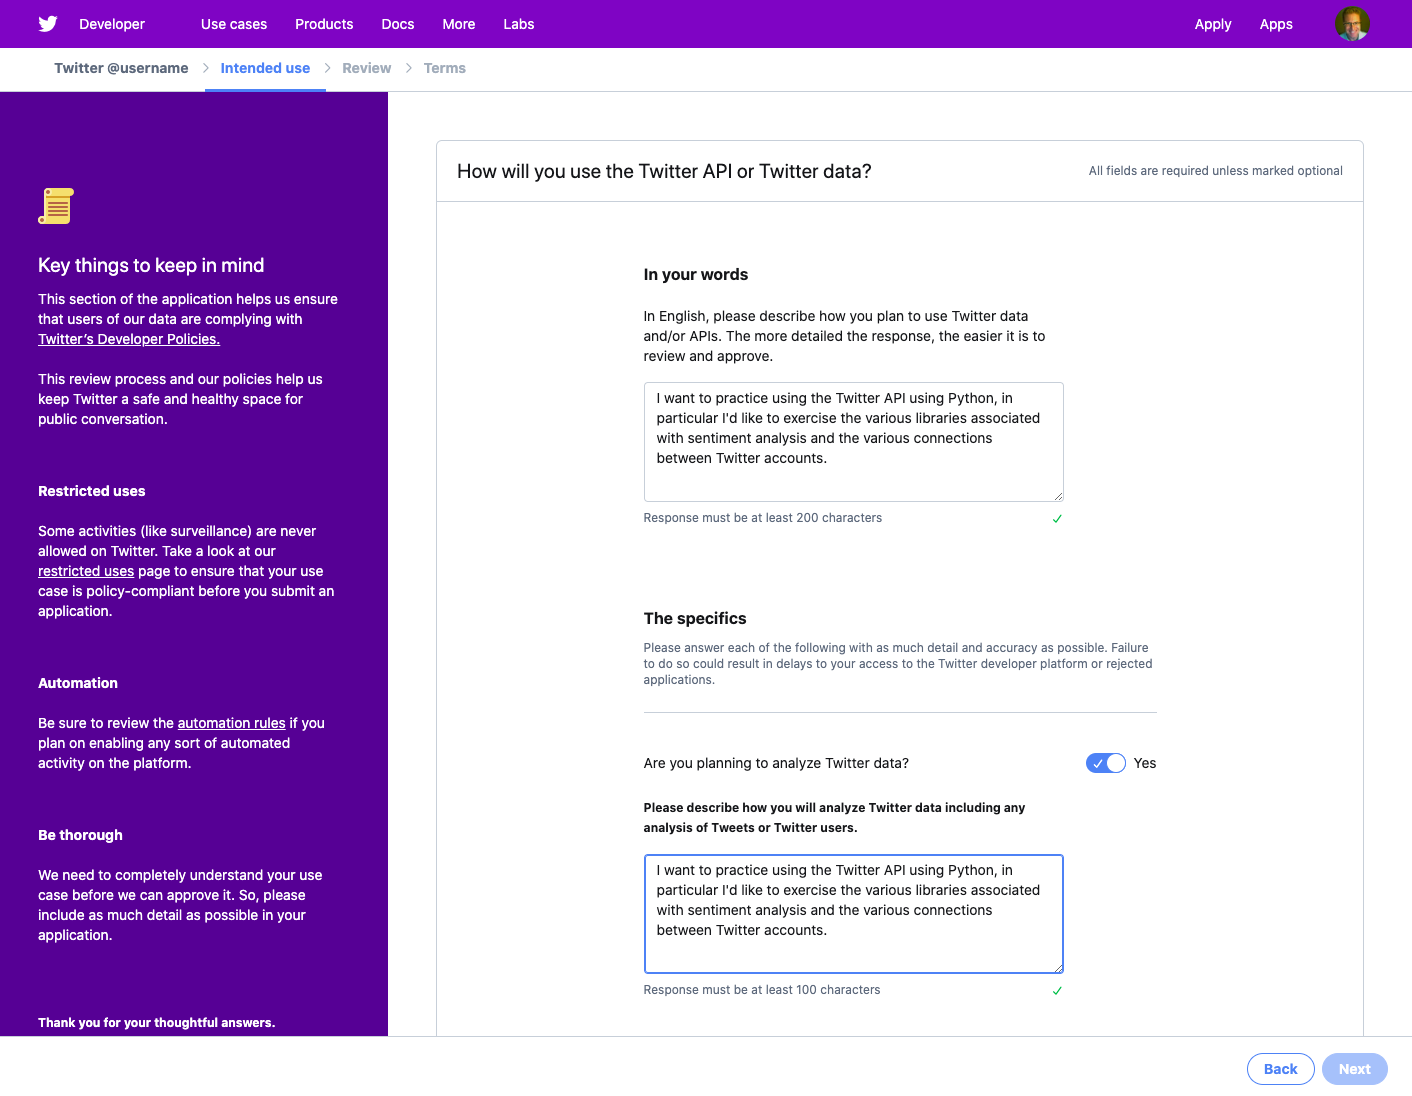 Developer
Use cases
Products
Docs
More
Labs
Apply
Apps
Twitter @username
Intended use
Review
Terms
Key things to keep in mind
This section of the application helps us ensure
that users of our data are complying with
Twitter’s Developer Policies.
This review process and our policies help us
keep Twitter a safe and healthy space for
public conversation.
Restricted uses
Some activities (like surveillance) are never
allowed on Twitter. Take a look at our
restricted uses page to ensure that your use
case is policy-compliant before you submit an
application.
Automation
Be sure to review the automation rules if you
plan on enabling any sort of automated
activity on the platform.
Be thorough
We need to completely understand your use
case before we can approve it. So, please
include as much detail as possible in your
application.
Thank you for your thoughtful answers.
How will you use the Twitter API or Twitter data?
All fields are required unless marked optional
In your words
In English, please describe how you plan to use Twitter data
and/or APIs. The more detailed the response, the easier it is to
review and approve.
I want to practice using the Twitter API using Python, in
particular I'd like to exercise the various libraries associated
with sentiment analysis and the various connections
between Twitter accounts.
Response must be at least 200 characters
The specifics
Please answer each of the following with as much detail and accuracy as possible. Failure
to do so could result in delays to your access to the Twitter developer platform or rejected
applications.
Are you planning to analyze Twitter data?
Yes
Please describe how you will analyze Twitter data including any
analysis of Tweets or Twitter users.
I want to practice using the Twitter API using Python, in
particular I'd like to exercise the various libraries associated
with sentiment analysis and the various connections
between Twitter accounts.
Response must be at least 100 characters
Back
Next